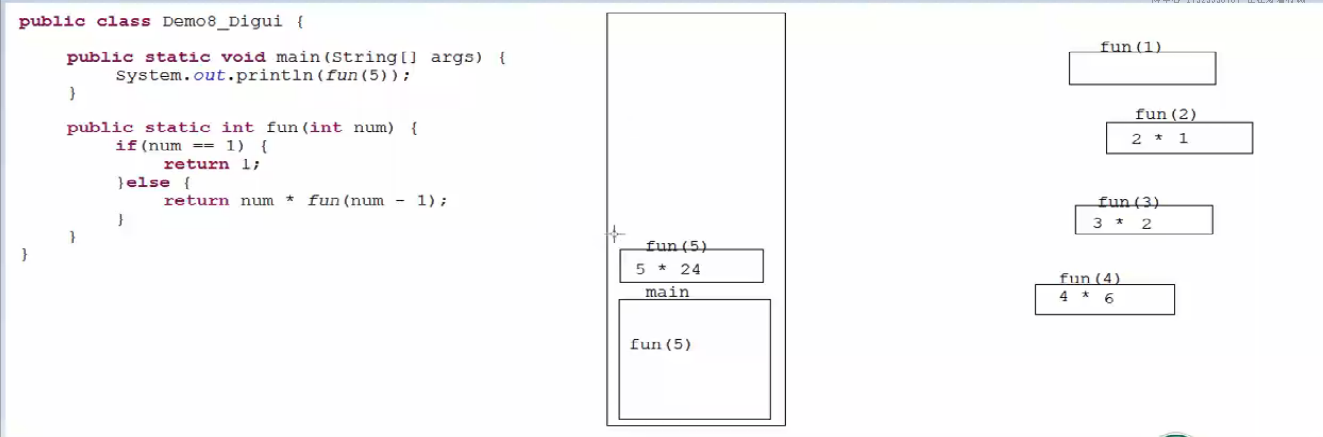 public class Demo8_Digui {
public static void main(String[] args) {
System.out.println(fun(5));
}
public static int fun(int num) {
if(num == 1) {
return 1;
}else {
return num * fun(num - 1);
}
}
}
fun(5)
5 * 24
main
fun(5)
fun(1)
fun(2)
2 * 1
fun(3)
3 * 2
fun(4)
4 * 6